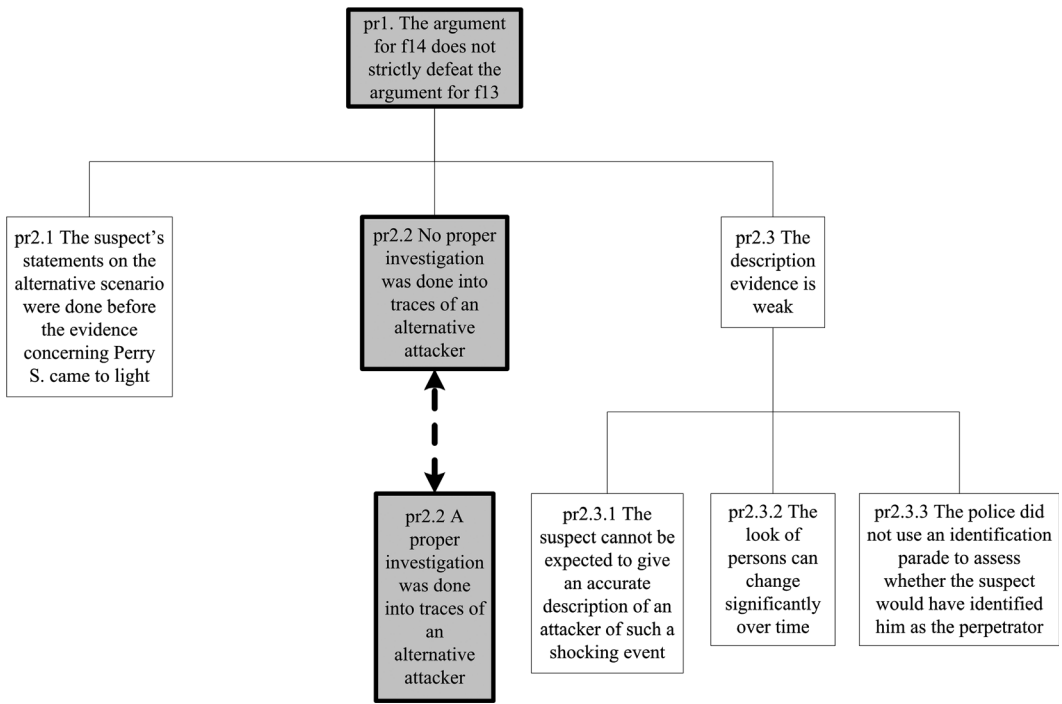 pr1. The argument
for f14 does not
strictly defeat the
argument for f13
pr2.1 The suspect's
statements on the
alternative scenario
were done before
the evidence
concerning Perry
S. came to light
pr2.2 No proper
investigation
was done into
traces of an
alternative
attacker
pr2.3 The
description
evidence is
weak
pr2.2 A
proper
investigation
was done
into traces of
an
alternative
attacker
pr2.3.1 The
suspect cannot be
expected to give
an accurate
description of an
attacker of such a
shocking event
pr2.3.2 The
look of
persons can
change
significantly
over time
pr2.3.3 The police did
not use an identification
parade to assess
whether the suspect
would have identified
him as the perpetrator